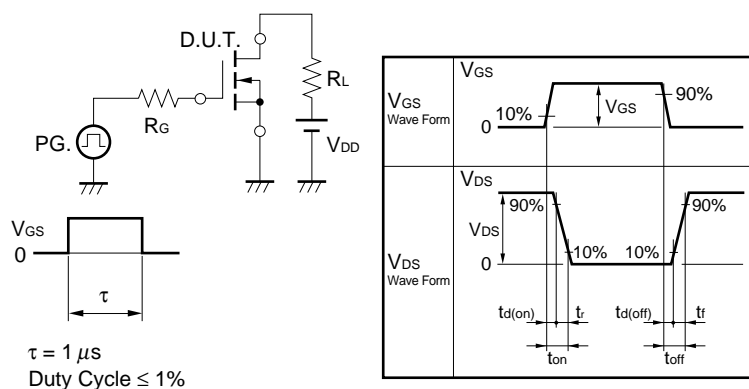 D.U.T.
RL
RG
PG.
VDD
VGS
0
τ
τ = 1 μs
Duty Cycle ≤ 1%
VGS
Wave Form
VGS
10%
VGS
90%
0
VDS
Wave Form
VDS
90%
VDS
10%
10%
90%
0
td(on)
tr
td(off)
tf
ton
toff